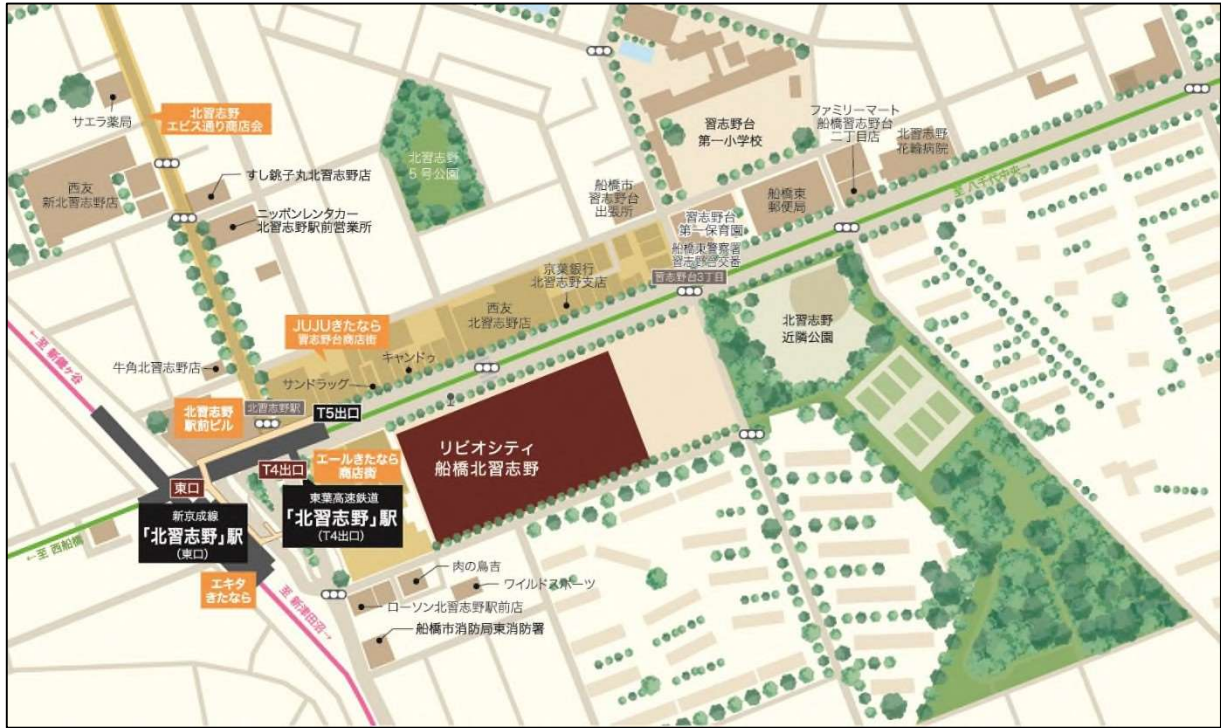 サエラ薬局
北習志野
エビス通り商店会
西友
新北習志野店
すし銚子丸北習志野店
ニッポンレンタカー
北習志野駅前営業所
北習志野
5号公園
習志野台
第一小学校
ファミリーマート
船橋習志野台
二丁目店
北習志野
花輪病院
船橋市
習志野台
出張所
船橋東
郵便局
至 八千代中央→
習志野台
第一保育園
船橋東警察署
習志野台交番
習志野台3丁目
京葉銀行
北習志野支店
西友
北習志野店
北習志野
近隣公園
JUJUきたなら
習志野台商店街
キャンドゥ
サンドラッグ
牛角北習志野店
←至 新鎌ヶ谷
北習志野
駅前ビル
北習志野駅
T5出口
リビオシティ
船橋北習志野
T4出口
エールきたなら
商店街
東口
東葉高速鉄道
「北習志野」駅
(T4出口)
新京成線
「北習志野」駅
(東口)
←至 西船橋
エキタ
きたなら
至 新津田沼→
肉の鳥吉
ワイルドスポーツ
ローソン北習志野駅前店
船橋市消防局東消防署